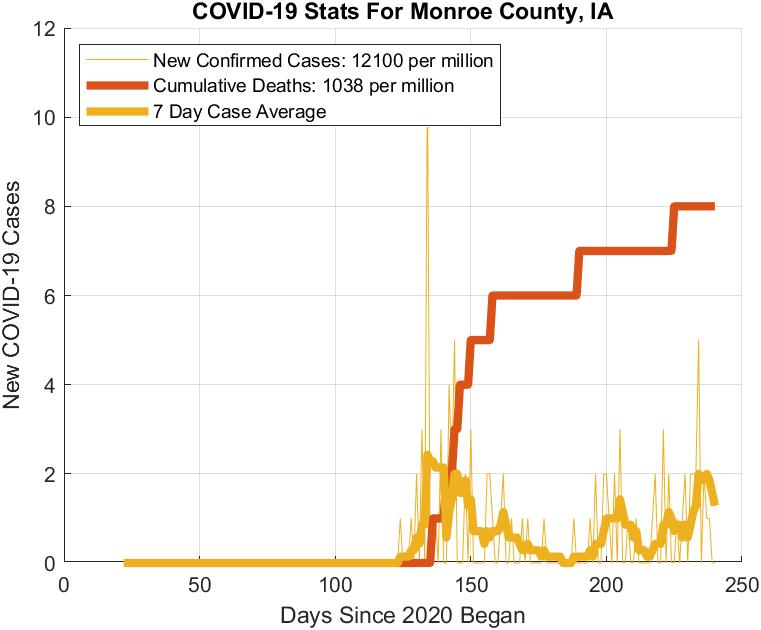 COVID-19 Stats For Monroe County, IA
12
New Confirmed Cases: 12100 per million
Cumulative Deaths: 1038 per million
7 Day Case Average
10
8
6
4
2
0
New COVID-19 Cases
0 50 100 150 200 250
Days Since 2020 Began